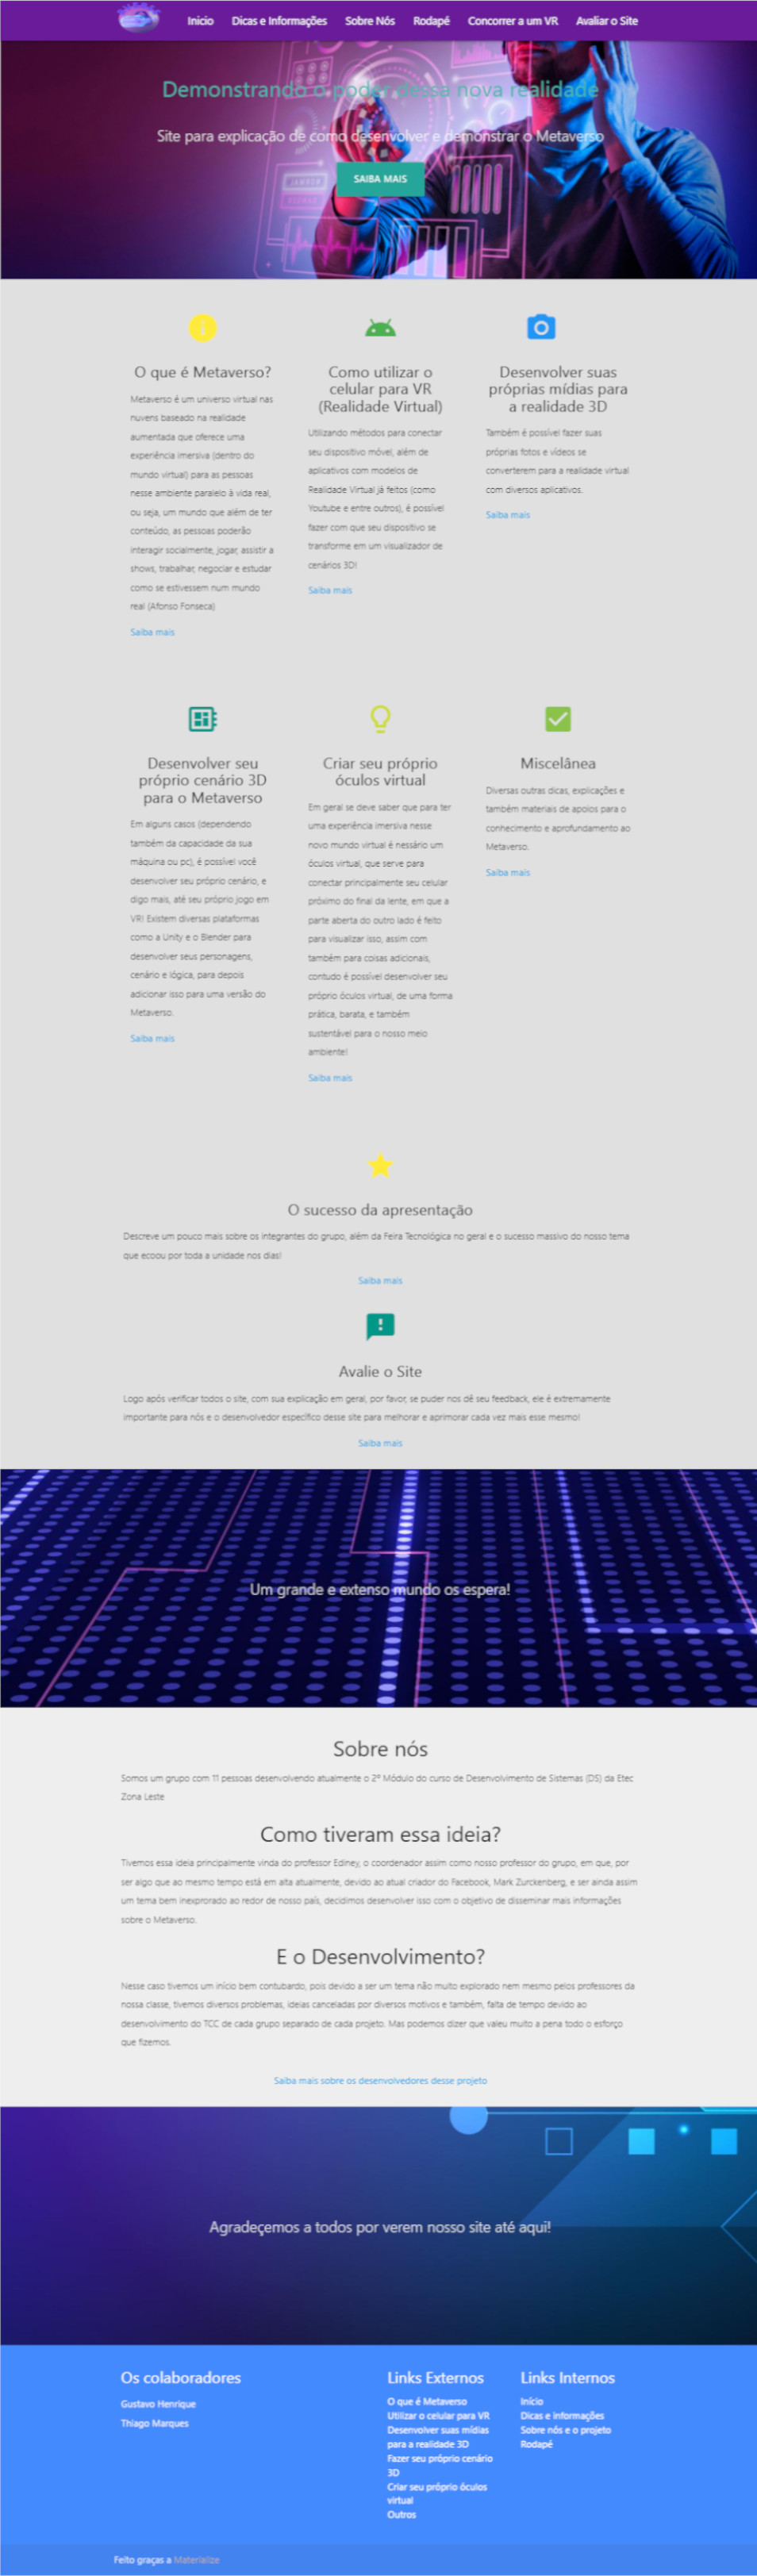 Inicio Dicas e Informações Sobre Nós Rodapé Concorrer a um VR Avaliar o Site
Demonstrando o poder dessa nova realidade
Site para explicação de como desenvolver e demonstrar o Metaverso
SAIBA MAIS
O que é Metaverso?
Metaverso é um universo virtual nas
nuvens baseado na realidade
aumentada que oferece uma
experiência imersiva (dentro do
mundo virtual) para as pessoas
nesse ambiente paralelo à vida real,
ou seja, um mundo que além de ter
conteúdo, as pessoas poderão
interagir socialmente, jogar, assistir a
shows, trabalhar, negociar e estudar
como se estivessem num mundo
real (Afonso Fonseca)
Saiba mais
Como utilizar o
celular para VR
(Realidade Virtual)
Utilizando métodos para conectar
seu dispositivo móvel, além de
aplicativos com modelos de
Realidade Virtual já feitos (como
Youtube e entre outros), é possível
fazer com que seu dispositivo se
transforme em um visualizador de
cenários 3D!
Saiba mais
Desenvolver suas
próprias mídias para
a realidade 3D
Também é possível fazer suas
próprias fotos e vídeos se
converterem para a realidade virtual
com diversos aplicativos.
Saiba mais
Desenvolver seu
próprio cenário 3D
para o Metaverso
Em alguns casos (dependendo
também da capacidade da sua
máquina ou pc), é possível você
desenvolver seu próprio cenário, e
digo mais, até seu próprio jogo em
VR! Existem diversas plataformas
como a Unity e o Blender para
desenvolver seus personagens,
cenário e lógica, para depois
adicionar isso para uma versão do
Metaverso.
Saiba mais
Criar seu próprio
óculos virtual
Em geral se deve saber que para ter
uma experiência imersiva nesse
novo mundo virtual é nessário um
óculos virtual, que serve para
conectar principalmente seu celular
próximo do final da lente, em que a
parte aberta do outro lado é feito
para visualizar isso, assim com
também para coisas adicionais,
contudo é possível desenvolver seu
próprio óculos virtual, de uma forma
prática, barata, e também
sustentável para o nosso meio
ambiente!
Saiba mais
Miscelânea
Diversas outras dicas, explicações e
também materiais de apoios para o
conhecimento e aprofundamento ao
Metaverso.
Saiba mais
O sucesso da apresentação
Descreve um pouco mais sobre os integrantes do grupo, além da Feira Tecnológica no geral e o sucesso massivo do nosso tema
que ecoou por toda a unidade nos dias!
Saiba mais
Avalie o Site
Logo após verificar todos o site, com sua explicação em geral, por favor, se puder nos dê seu feedback, ele é extremamente
importante para nós e o desenvolvedor específico desse site para melhorar e aprimorar cada vez mais esse mesmo!
Saiba mais
Um grande e extenso mundo os espera!
Sobre nós
Somos um grupo com 11 pessoas desenvolvendo atualmente o 2º Módulo do curso de Desenvolvimento de Sistemas (DS) da Etec
Zona Leste
Como tiveram essa ideia?
Tivemos essa ideia principalmente vinda do professor Ediney, o coordenador assim como nosso professor do grupo, em que, por
ser algo que ao mesmo tempo está em alta atualmente, devido ao atual criador do Facebook, Mark Zurckenberg, e ser ainda assim
um tema bem inexprorado ao redor de nosso país, decidimos desenvolver isso com o objetivo de disseminar mais informações
sobre o Metaverso.
E o Desenvolvimento?
Nesse caso tivemos um início bem contubardo, pois devido a ser um tema não muito explorado nem mesmo pelos professores da
nossa classe, tivemos diversos problemas, ideias canceladas por diversos motivos e também, falta de tempo devido ao
desenvolvimento do TCC de cada grupo separado de cada projeto. Mas podemos dizer que valeu muito a pena todo o esforço
que fizemos.
Saiba mais sobre os desenvolvedores desse projeto
Agradeçemos a todos por verem nosso site até aqui!
Os colaboradores
Gustavo Henrique
Thiago Marques
Links Externos
O que é Metaverso
Utilizar o celular para VR
Desenvolver suas mídias
para a realidade 3D
Fazer seu próprio cenário
3D
Criar seu próprio óculos
virtual
Outros
Links Internos
Início
Dicas e informações
Sobre nós e o projeto
Rodapé
Feito graças a Materialize